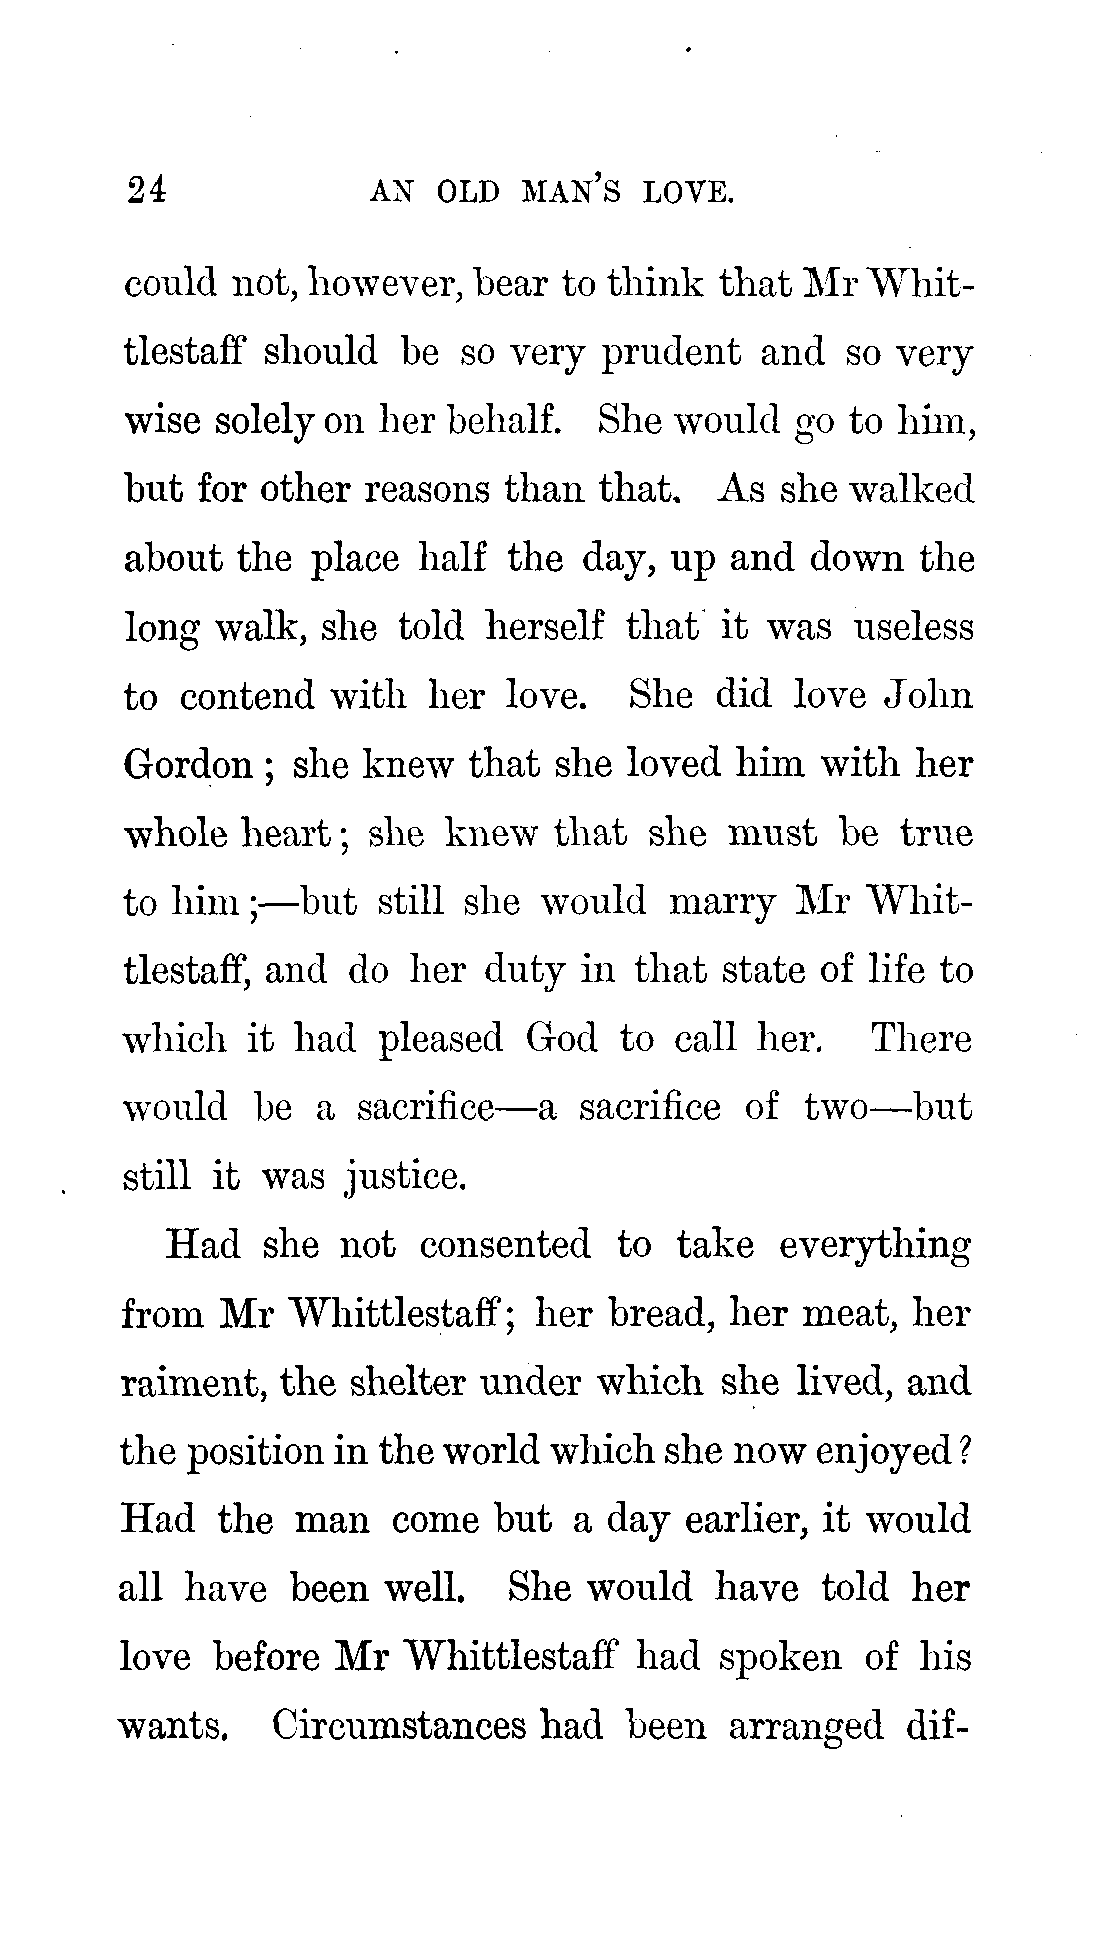 24 AN OLD MAN'S LOVE.
could not, however, bear to think that Mr Whit-
tlestaff should be so very prudent and so very
wise solely on her behalf. She would go to him,
but for other reasons than that. As she walked
about the place half the day, up and down the
long walk, she told herself that it was useless
to contend with her love. She did love John
Gordon; she knew that she loved him with her
whole heart; she knew that she must be true
to him;—but still she would marry Mr Whit-
tlestaff, and do her duty in that state of life to
which it had pleased God to call her. There
would be a sacrifice—a sacrifice of two—but
still it was justice.
Had she not consented to take everything
from Mr Whittlestaff; her bread, her meat, her
raiment, the shelter under which she lived, and
the position in the world which she now enjoyed?
Had the man come but a day earlier, it would
all have been well. She would have told her
love before Mr Whittlestaff had spoken of his
wants. Circumstances had been arranged dif-